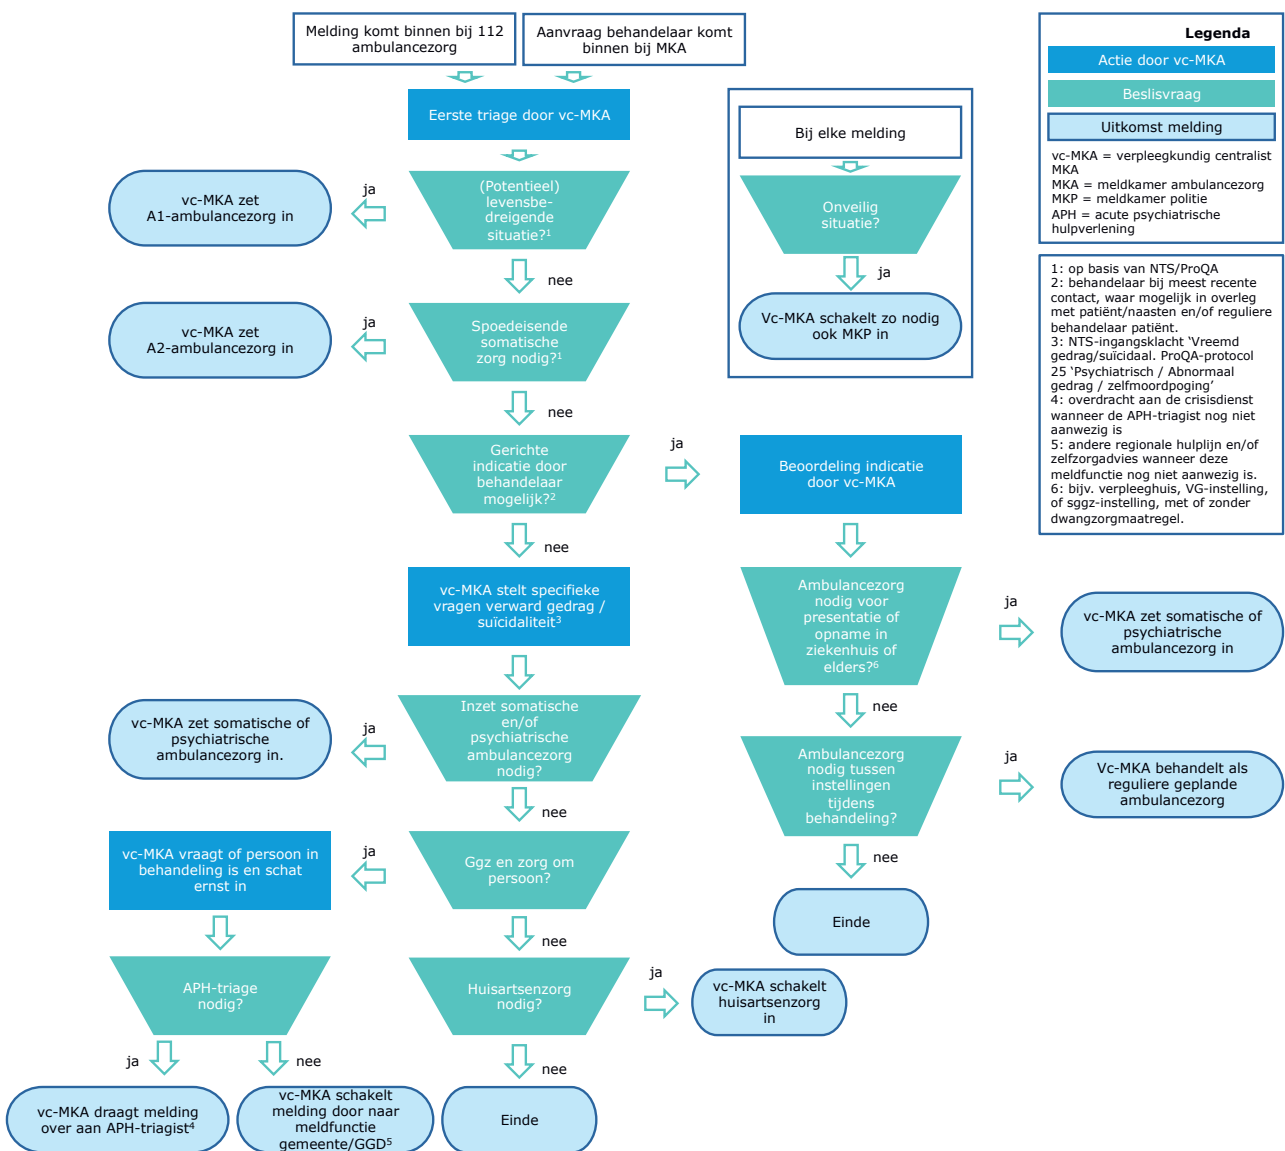 Melding komt binnen bij 112
ambulancezorg
Aanvraag behandelaar komt
binnen bij MKA
Eerste triage door vc-MKA
(Potentieel)
levensbe-
dreigende
situatie?1
ja
vc-MKA zet
A1-ambulancezorg in
nee
Spoedeisende
somatische
zorg nodig?1
ja
vc-MKA zet
A2-ambulancezorg in
nee
Gerichte
indicatie door
behandelaar
mogelijk?2
ja
Beoordeling indicatie
door vc-MKA
nee
vc-MKA stelt specifieke
vragen verward gedrag /
suïcidaliteit3
Inzet somatische
en/of
psychiatrische
ambulancezorg
nodig?
ja
vc-MKA zet somatische of
psychiatrische
ambulancezorg in.
nee
Ggz en zorg om
persoon?
ja
vc-MKA vraagt of persoon in
behandeling is en schat
ernst in
APH-triage
nodig?
ja
nee
vc-MKA draagt melding
over aan APH-triagist4
vc-MKA schakelt
melding door naar
meldfunctie
gemeente/GGD5
nee
Huisartsenzorg
nodig?
ja
vc-MKA schakelt
huisartsenzorg
in
nee
Einde
Ambulancezorg
nodig voor
presentatie of
opname in
ziekenhuis of
elders?6
ja
vc-MKA zet somatische of
psychiatrische
ambulancezorg in
nee
Ambulancezorg
nodig tussen
instellingen
tijdens
behandeling?
ja
Vc-MKA behandelt als
reguliere geplande
ambulancezorg
nee
Einde
Bij elke melding
Onveilig
situatie?
ja
Vc-MKA schakelt zo nodig
ook MKP in
Legenda
Actie door vc-MKA
Beslisvraag
Uitkomst melding
vc-MKA = verpleegkundig centralist
MKA
MKA = meldkamer ambulancezorg
MKP = meldkamer politie
APH = acute psychiatrische
hulpverlening
1: op basis van NTS/ProQA
2: behandelaar bij meest recente
contact, waar mogelijk in overleg
met patiënt/naasten en/of reguliere
behandelaar patiënt.
3: NTS-ingangsklacht ‘Vreemd
gedrag/suïcidaal. ProQA-protocol
25 ‘Psychiatrisch / Abnormaal
gedrag / zelfmoordpoging’
4: overdracht aan de crisisdienst
wanneer de APH-triagist nog niet
aanwezig is
5: andere regionale hulplijn en/of
zelfzorgadvies wanneer deze
meldfunctie nog niet aanwezig is.
6: bijv. verpleeghuis, VG-instelling,
of sggz-instelling, met of zonder
dwangzorgmaatregel.